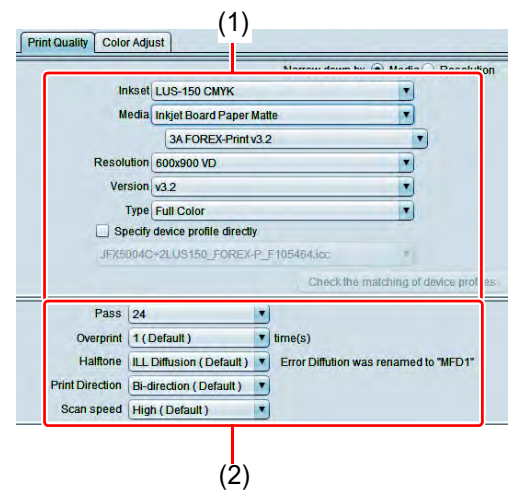 (1)
Print Quality Color Adjust
Narrow down by Media Resolution
Inkset LUS-150 CMYK
Media Inkjet Board Paper Matte
3A FOREX-Print v3.2
Resolution 600x900 VD
Version v3.2
Type Full Color
Specify device profile directly
JFX5004C+2LUS150_FOREX-P_F105464.icc
Check the matching of device profiles
Pass 24
Overprint 1 ( Default ) time(s)
Halftone ILL Diffusion ( Default ) Error Diffution was renamed to "MFD1"
Print Direction Bi-direction ( Default )
Scan speed High ( Default )
(2)